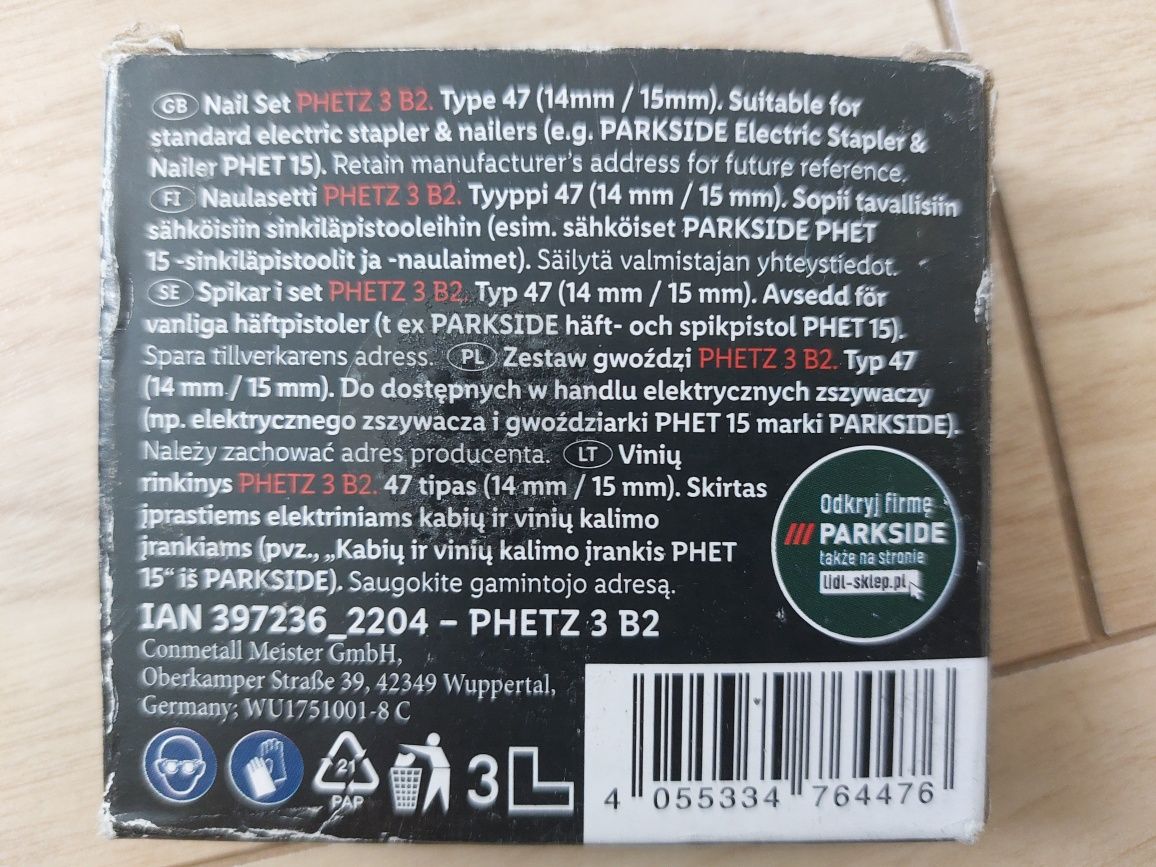 GB Nail Set PHETZ 3 B2. Type 47 (14mm / 15mm). Suitable for
standard electric stapler & nailers (e.g. PARKSIDE Electric Stapler &
Nailer PHET 15). Retain manufacturer's address for future reference.
FI Naulasetti PHETZ 3 B2. Tyyppi 47 (14 mm / 15 mm). Sopii tavallisiin
sähköisiin sinkiläpistooleihin (esim. sähköiset PARKSIDE PHET
15 -sinkiläpistoolit ja -naulaimet). Säilytä valmistajan yhteystiedot.
SE Spikar i set PHETZ 3 B2. Typ 47 (14 mm / 15 mm). Avsedd för
vanliga häftpistoler (t ex PARKSIDE häft- och spikpistol PHET 15).
Spara tillverkarens adress. PL Zestaw gwoździ PHETZ 3 B2. Typ 47
(14 mm / 15 mm). Do dostępnych w handlu elektrycznych zszywaczy
(np. elektrycznego zszywacza i gwoździarki PHET 15 marki PARKSIDE).
Należy zachować adres producenta. LT Vinių
rinkinys PHETZ 3 B2. 47 tipas (14 mm / 15 mm). Skirtas
įprastiems elektriniams kabių ir vinių kalimo
įrankiams (pvz., „Kabių ir vinių kalimo įrankis PHET
15“ iš PARKSIDE). Saugokite gamintojo adresą.
IAN 397236_2204 – PHETZ 3 B2
Conmetall Meister GmbH,
Oberkamper Straße 39, 42349 Wuppertal,
Germany; WU1751001-8 C
Odkryj firmę
PARKSIDE
także na stronie
lidl-sklep.pl
21
PAP
3 L
4 055334 764476